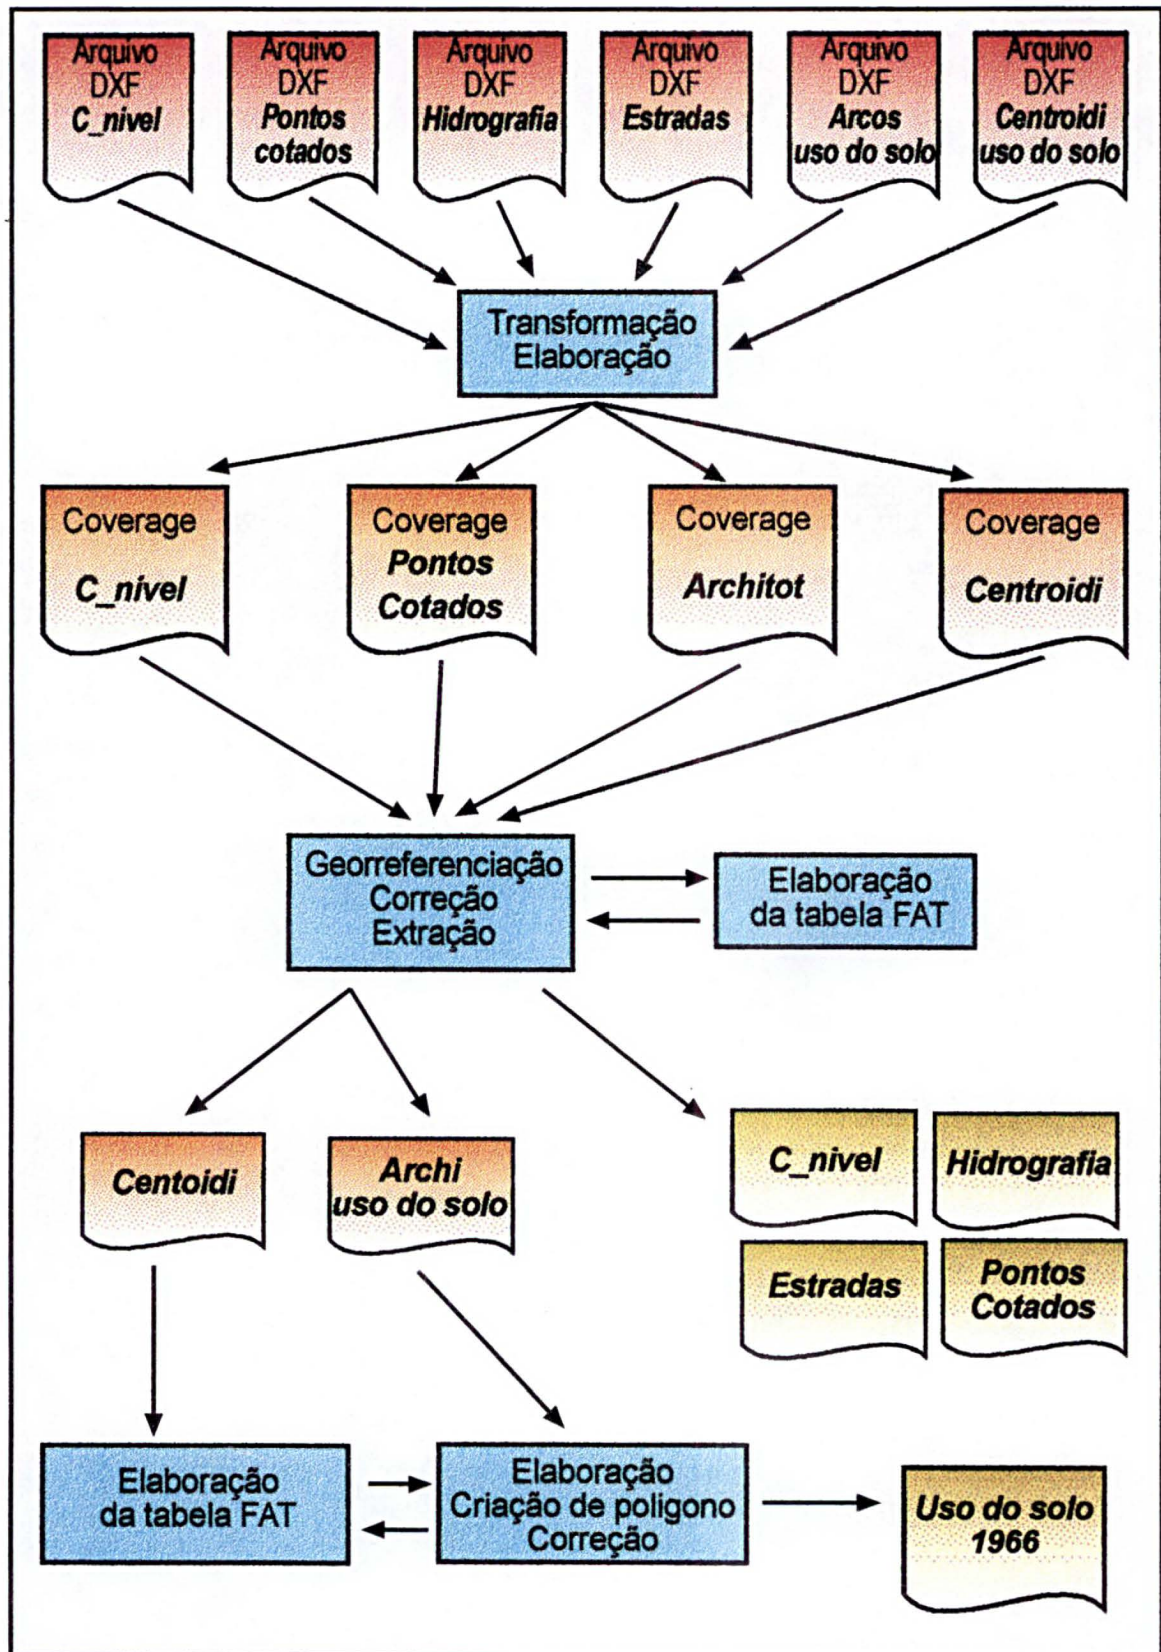 Arquivo
DXF
C_nivel
Arquivo
DXF
Pontos
cotados
Arquivo
DXF
Hidrografia
Arquivo
DXF
Estradas
Arquivo
DXF
Arcos
uso do solo
Arquivo
DXF
Centroidi
uso do solo
Transformação
Elaboração
Coverage
C_nivel
Coverage
Pontos
Cotados
Coverage
Architot
Coverage
Centroidi
Georreferenciação
Correção
Extração
Elaboração
da tabela FAT
Centoidi
Archi
uso do solo
C_nivel
Hidrografia
Estradas
Pontos
Cotados
Elaboração
da tabela FAT
Elaboração
Criação de poligono
Correção
Uso do solo
1966